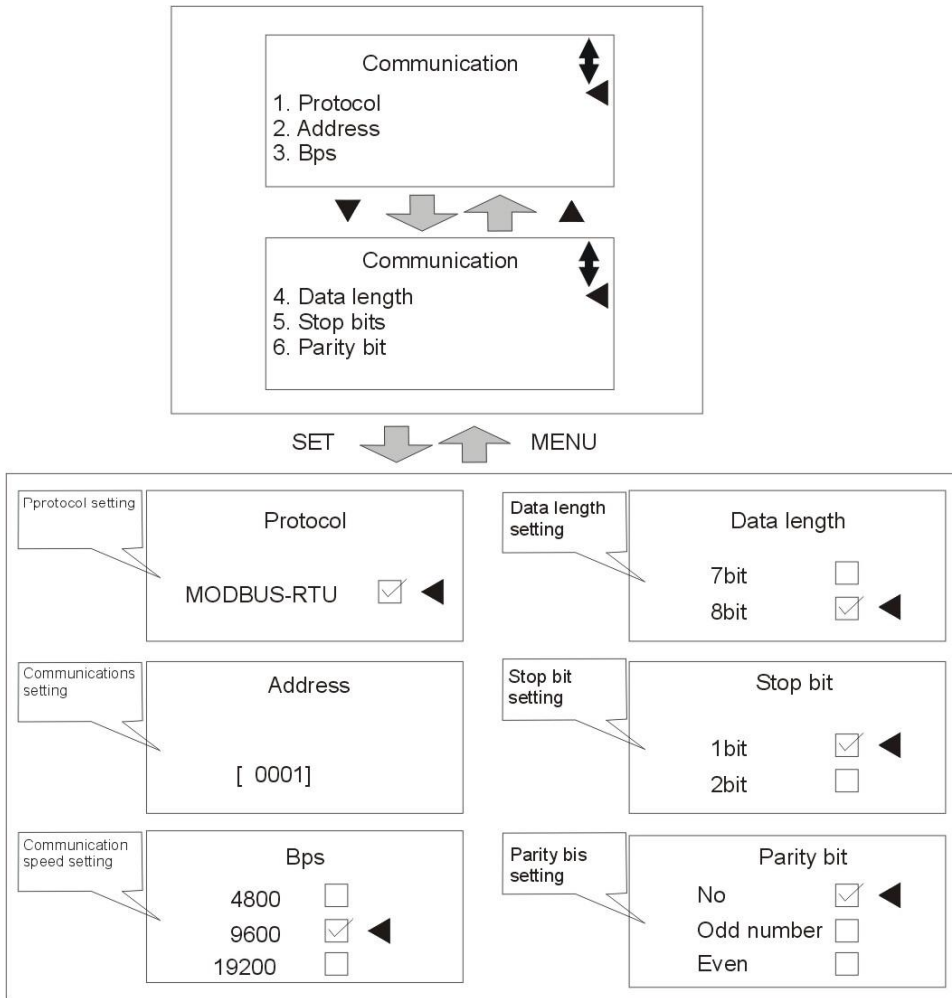 Communication
1. Protocol
2. Address
3. Bps
Communication
4. Data length
5. Stop bits
6. Parity bit
SET
MENU
Pprotocol setting
Protocol
MODBUS-RTU
Data length
setting
Data length
7bit
8bit
Communications
setting
Address
[ 0001]
Stop bit
setting
Stop bit
1bit
2bit
Communication
speed setting
Bps
4800
9600
19200
Parity bis
setting
Parity bit
No
Odd number
Even